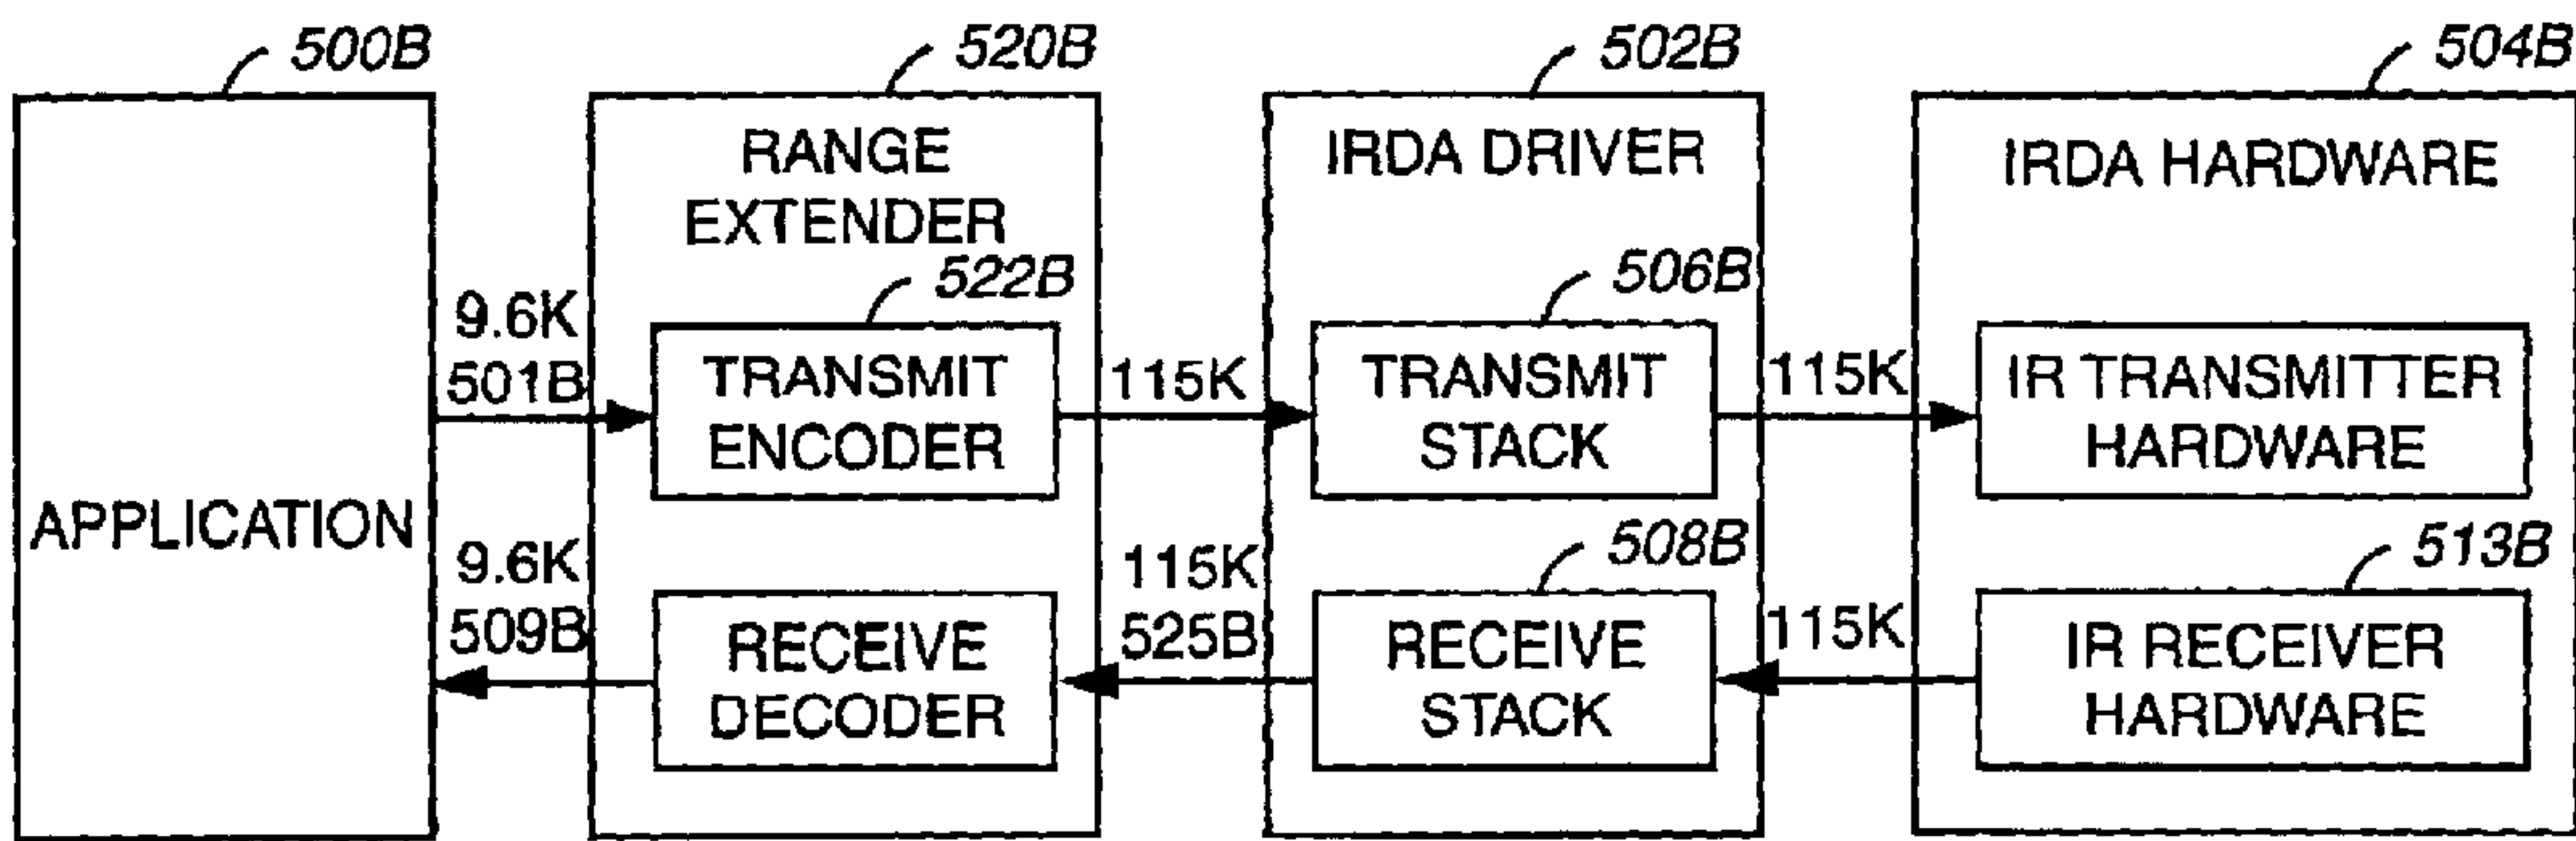 500B
520B
502B
504B
RANGE
EXTENDER
IRDA DRIVER
IRDA HARDWARE
522B
506B
9.6K
501B
TRANSMIT
ENCODER
115K
TRANSMIT
STACK
115K
IR TRANSMITTER
HARDWARE
APPLICATION
508B
513B
9.6K
509B
RECEIVE
DECODER
115K
525B
RECEIVE
STACK
115K
IR RECEIVER
HARDWARE